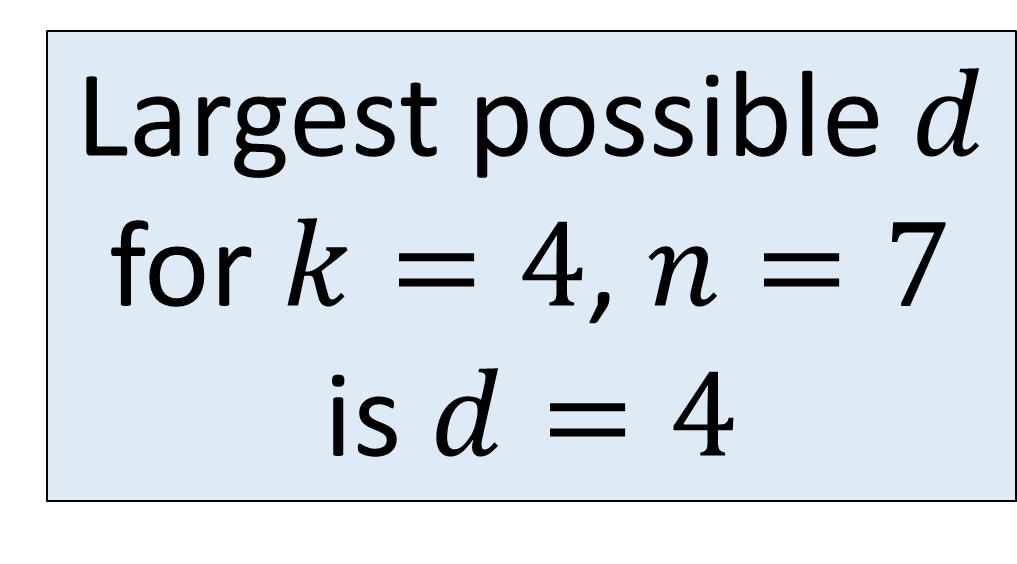 Largest possible 𝑑
for 𝑘 = 4, 𝑛 = 7
is 𝑑 = 4